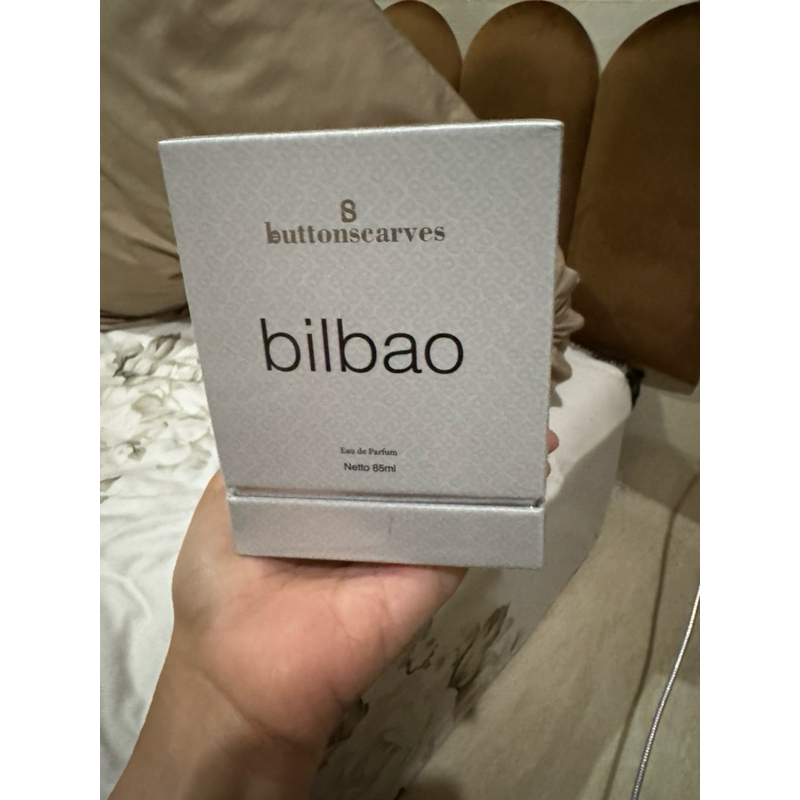 buttonscarves
bilbao
Eau de Parfum
Netto 85ml